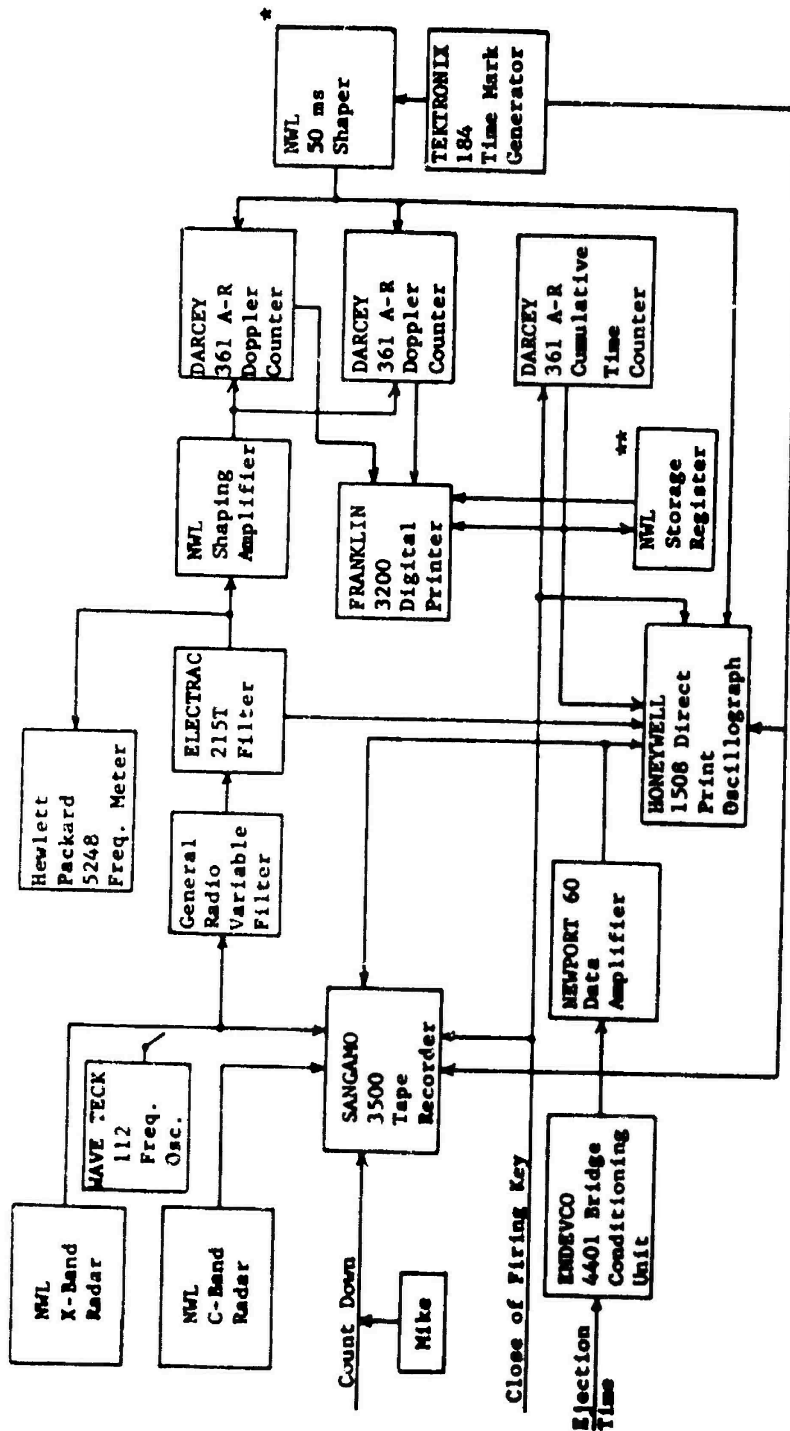 NWL
X-Band
Radar
WAVE TECK
112
Freq.
Osc.
NWL
C-Band
Radar
Count Down
Mike
Close of Firing Key
Ejection
Time
ENDEVCO
4401 Bridge
Conditioning
Unit
NEWPORT 60
Data
Amplifier
SANGAMO
3500
Tape
Recorder
General
Radio
Variable
Filter
Hewlett
Packard
5248
Freq. Meter
ELECTRAC
215T
Filter
NWL
Shaping
Amplifier
FRANKLIN
3200
Digital
Printer
HONEYWELL
1508 Direct
Print
Oscillograph
**
NWL
Storage
Register
DARCEY
361 A-R
Doppler
Counter
DARCEY
361 A-R
Doppler
Counter
DARCEY
361 A-R
Cumulative
Time
Counter
*
NWL
50 ms
Shaper
TEKTRONIX
184
Time Mark
Generator